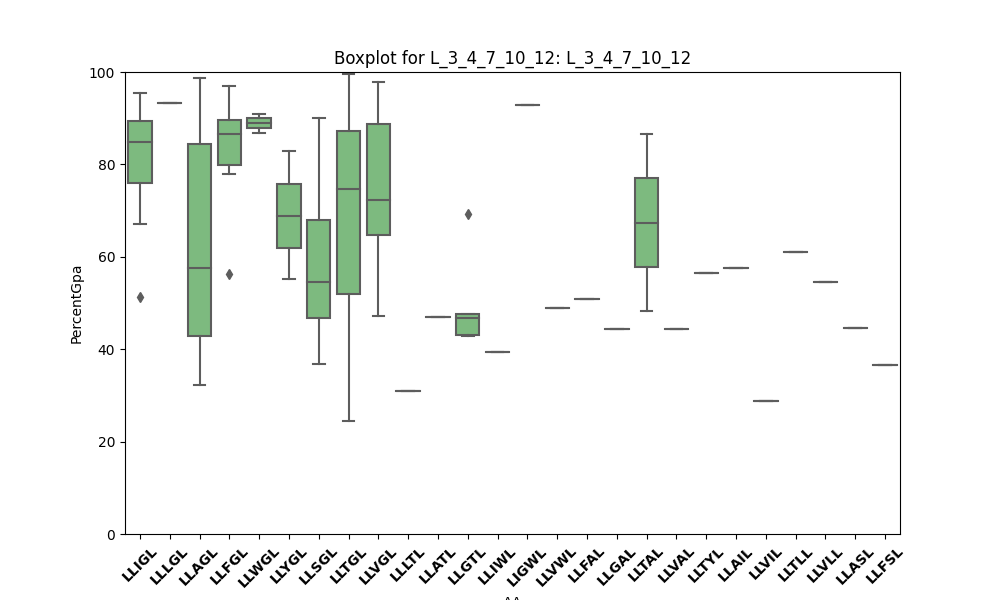 Boxplot for L_3_4_7_10_12: L_3_4_7_10_12
100
80
60
40
20
0
PercentGpa
LLIGL
LLLGL
LLAGL
LLFGL
LLWGL
LLYGL
LLSGL
LLTGL
LLVGL
LLLTL
LLATL
LLGTL
LLIWL
LIGWL
LLVWL
LLFAL
LLGAL
LLTAL
LLVAL
LLTYL
LLAIL
LLVIL
LLTLL
LLVLL
LLASL
LLFSL